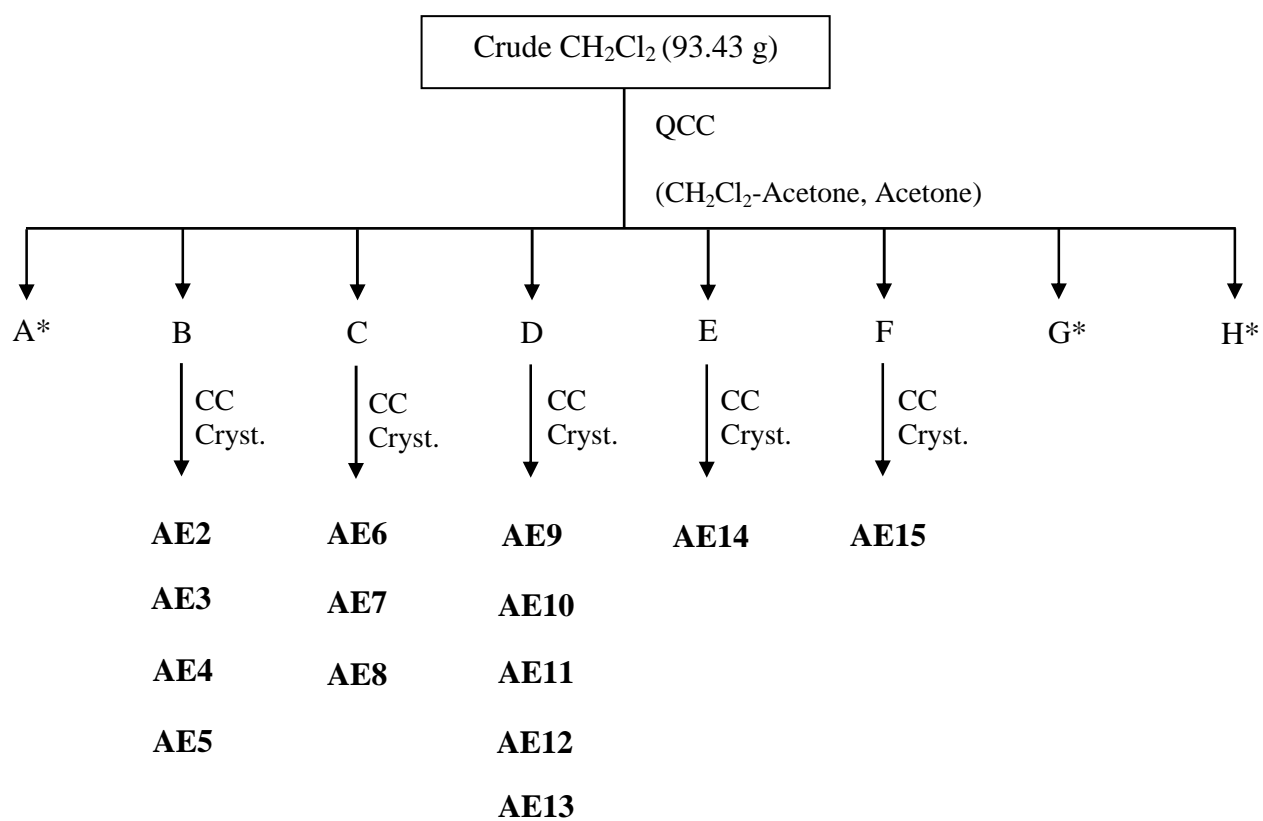 Crude CH₂Cl₂ (93.43 g)
QCC
(CH₂Cl₂-Acetone, Acetone)
A* B C D E F G* H*
CC CC CC CC CC
Cryst. Cryst. Cryst. Cryst. Cryst.
AE2 AE6 AE9 AE14 AE15
AE3 AE7 AE10
AE4 AE8 AE11
AE5 AE12
AE13